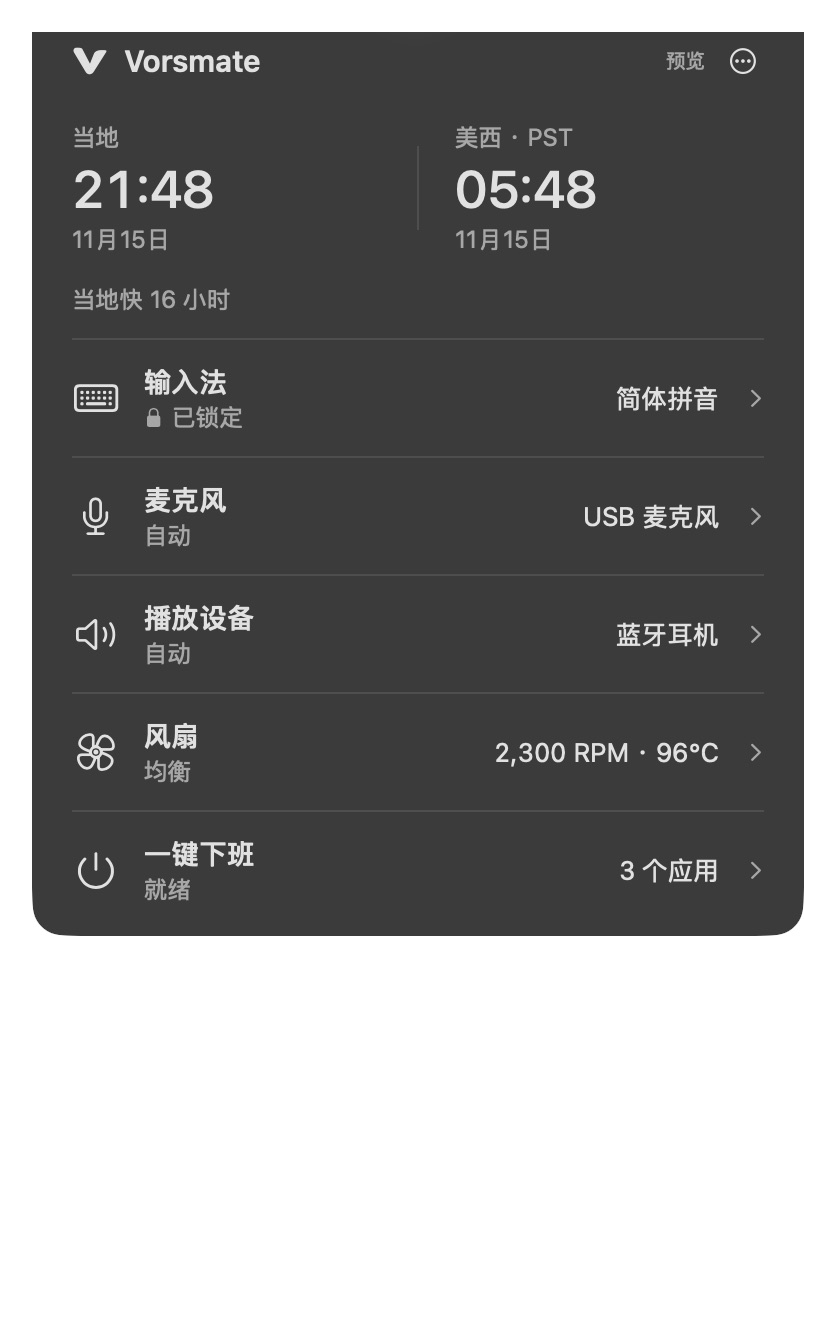 Vorsmate
预览
当地
21:48
11月15日
美西 · PST
05:48
11月15日
当地快 16 小时
输入法
已锁定
简体拼音
麦克风
自动
USB 麦克风
播放设备
自动
蓝牙耳机
风扇
均衡
2,300 RPM · 96°C
一键下班
就绪
3 个应用